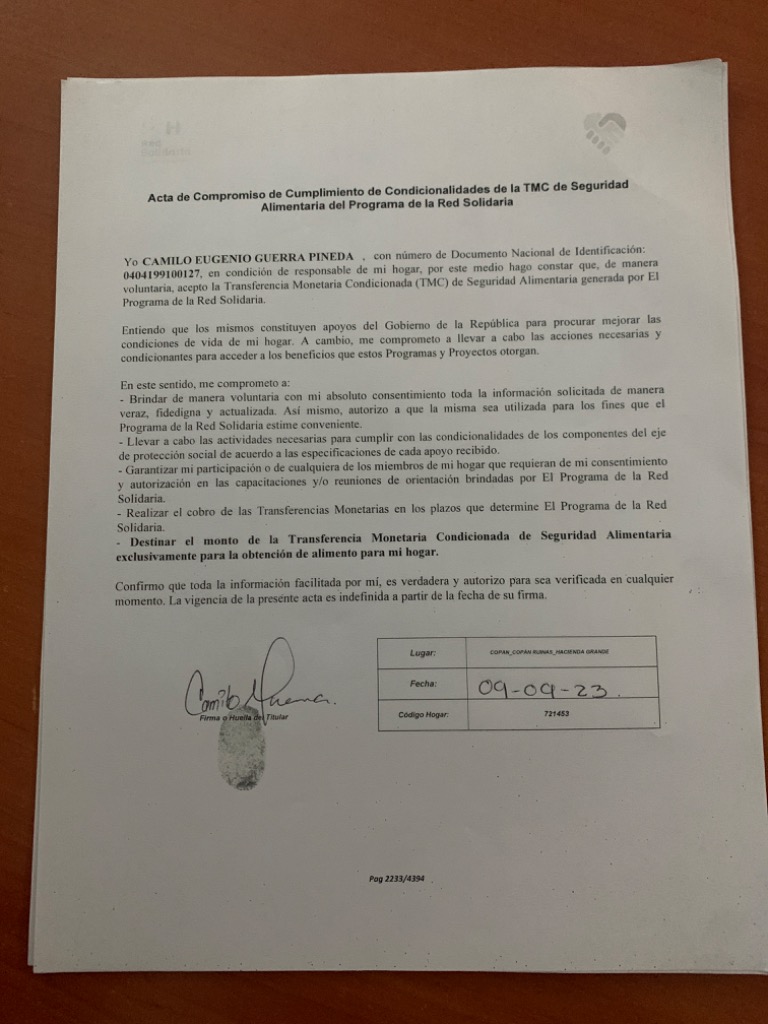 Red
Solidaria
Acta de Compromiso de Cumplimiento de Condicionalidades de la TMC de Seguridad
Alimentaria del Programa de la Red Solidaria
Yo CAMILO EUGENIO GUERRA PINEDA , con número de Documento Nacional de Identificación:
0404199100127, en condición de responsable de mi hogar, por este medio hago constar que, de manera
voluntaria, acepto la Transferencia Monetaria Condicionada (TMC) de Seguridad Alimentaria generada por El
Programa de la Red Solidaria.
Entiendo que los mismos constituyen apoyos del Gobierno de la República para procurar mejorar las
condiciones de vida de mi hogar. A cambio, me comprometo a llevar a cabo las acciones necesarias y
condicionantes para acceder a los beneficios que estos Programas y Proyectos otorgan.
En este sentido, me comprometo a:
- Brindar de manera voluntaria con mi absoluto consentimiento toda la información solicitada de manera
veraz, fidedigna y actualizada. Así mismo, autorizo a que la misma sea utilizada para los fines que el
Programa de la Red Solidaria estime conveniente.
- Llevar a cabo las actividades necesarias para cumplir con las condicionalidades de los componentes del eje
de protección social de acuerdo a las especificaciones de cada apoyo recibido.
- Garantizar mi participación o de cualquiera de los miembros de mi hogar que requieran de mi consentimiento
y autorización en las capacitaciones y/o reuniones de orientación brindadas por El Programa de la Red
Solidaria.
- Realizar el cobro de las Transferencias Monetarias en los plazos que determine El Programa de la Red
Solidaria.
- Destinar el monto de la Transferencia Monetaria Condicionada de Seguridad Alimentaria
exclusivamente para la obtención de alimento para mi hogar.
Confirmo que toda la información facilitada por mí, es verdadera y autorizo para sea verificada en cualquier
momento. La vigencia de la presente acta es indefinida a partir de la fecha de su firma.
Camilo Guerra
Firma o Huella del Titular
Lugar: COPAN_COPAN RUINAS_HACIENDA GRANDE
Fecha: 09-09-23.
Código Hogar: 721453
Pag 2233/4394